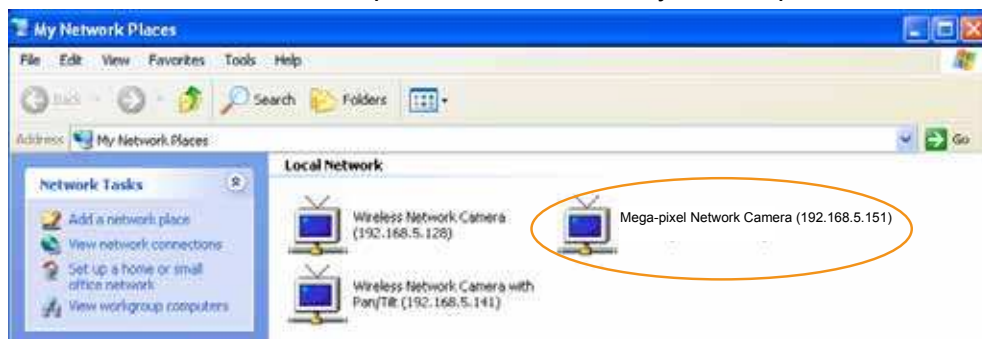 My Network Places
File Edit View Favorites Tools Help
Back Search Folders
Address My Network Places Go
Local Network
Network Tasks
Add a network place
View network connections
Set up a home or small
office network
View workgroup computers
Wireless Network Camera
(192.168.5.128)
Mega-pixel Network Camera (192.168.5.151)
Wireless Network Camera with
Pan/Tilt (192.168.5.141)